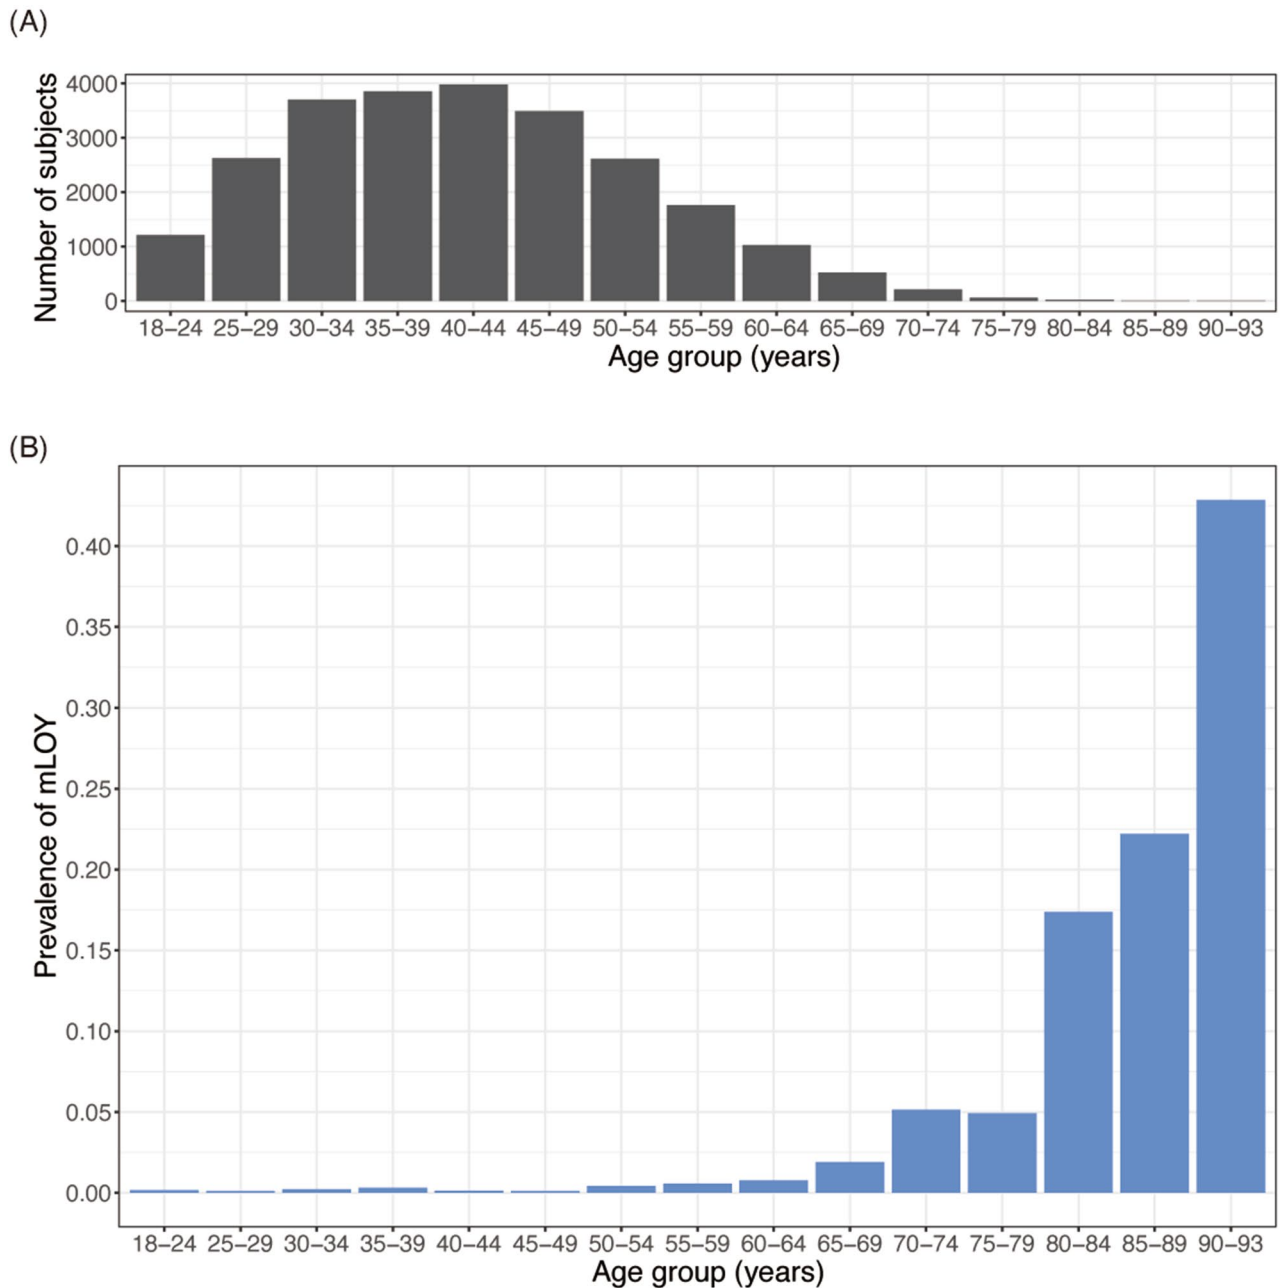 (A)
Number of subjects
4000
3000
2000
1000
0
18–24 25–29 30–34 35–39 40–44 45–49 50–54 55–59 60–64 65–69 70–74 75–79 80–84 85–89 90–93
Age group (years)
(B)
Prevalence of mLOY
0.40
0.35
0.30
0.25
0.20
0.15
0.10
0.05
0.00
18–24 25–29 30–34 35–39 40–44 45–49 50–54 55–59 60–64 65–69 70–74 75–79 80–84 85–89 90–93
Age group (years)